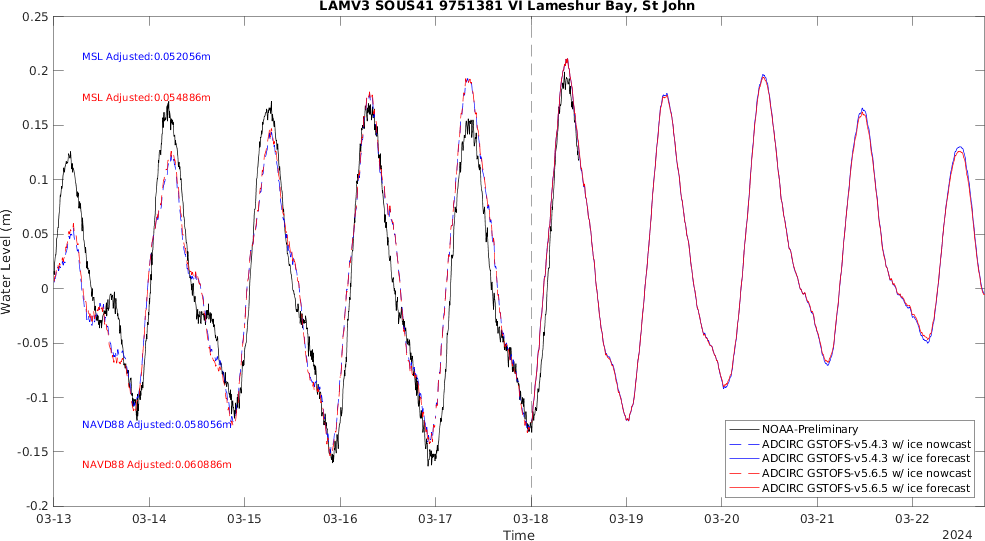 LAMV3 SOUS41 9751381 VI Lameshur Bay, St John
0.25
0.2
0.15
0.1
0.05
0
-0.05
-0.1
-0.15
-0.2
Water Level (m)
MSL Adjusted:0.052056m
MSL Adjusted:0.054886m
NAVD88 Adjusted:0.058056m
NAVD88 Adjusted:0.060886m
NOAA-Preliminary
ADCIRC GSTOFS-v5.4.3 w/ ice nowcast
ADCIRC GSTOFS-v5.4.3 w/ ice forecast
ADCIRC GSTOFS-v5.6.5 w/ ice nowcast
ADCIRC GSTOFS-v5.6.5 w/ ice forecast
03-13 03-14 03-15 03-16 03-17 03-18 03-19 03-20 03-21 03-22
Time
2024